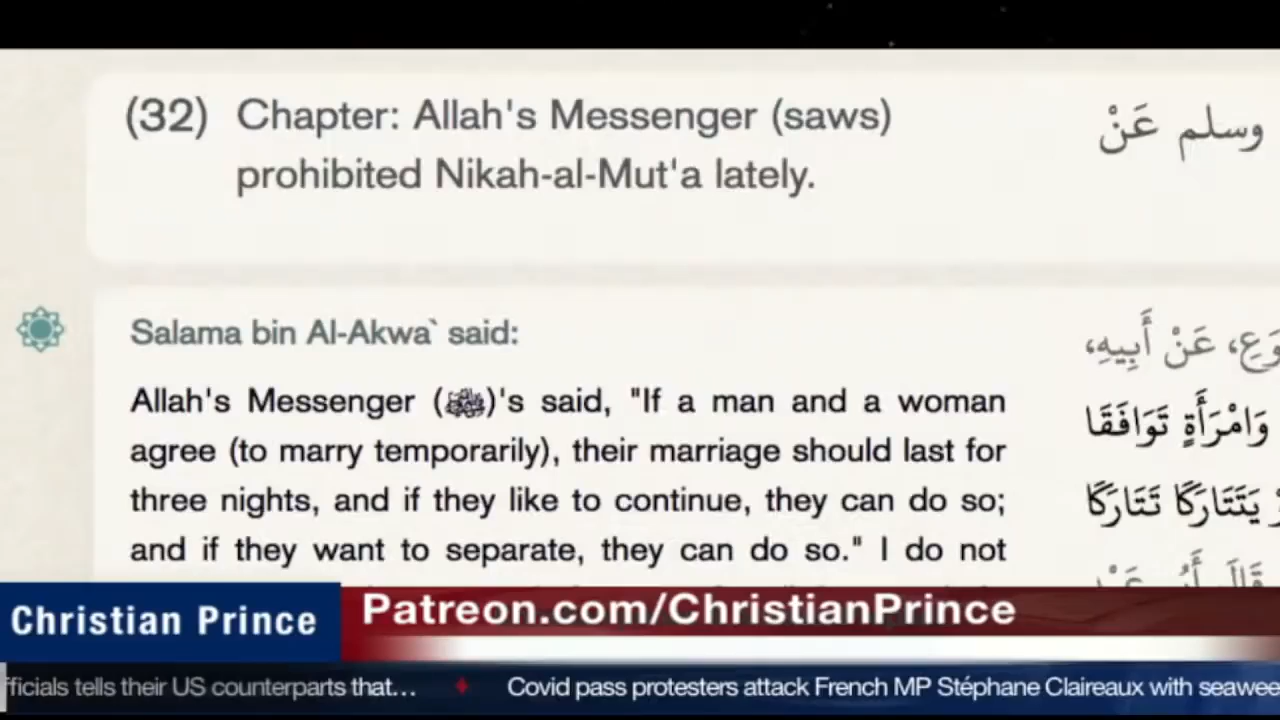 (32) Chapter: Allah's Messenger (saws)
prohibited Nikah-al-Mut'a lately.
وسلم عَنْ
Salama bin Al-Akwa` said:
Allah's Messenger (ﷺ)'s said, "If a man and a woman
agree (to marry temporarily), their marriage should last for
three nights, and if they like to continue, they can do so;
and if they want to separate, they can do so." I do not
عَنْ أَبِيهِ،
وَامْرَأَةٍ تَوَافَقَا
يَتَتَارَكَا تَتَارَكَا
Christian Prince
Patreon.com/ChristianPrince
fficials tells their US counterparts that… ♦ Covid pass protesters attack French MP Stéphane Claireaux with seawee